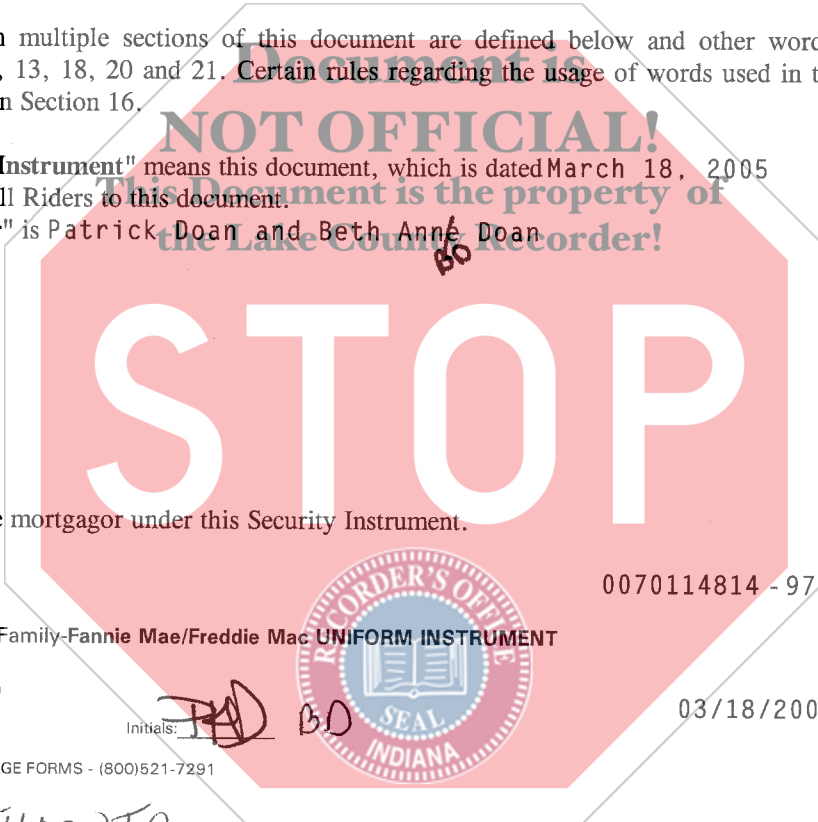 multiple sections of this document are defined below and other
Document is
, 13, 18, 20 and 21. Certain rules regarding the usage of words used in
n Section 16.
NOT OFFICIAL!
Instrument" means this document, which is dated March 18, 2005
This Document is the property of
ll Riders to this document.
" is Patrick Doan and Beth Anne Doan
the Lake County Recorder!
BD
STOP
e mortgagor under this Security Instrument.
RECORDER'S OFFICE
0070114814 - 97
Family-Fannie Mae/Freddie Mac UNIFORM INSTRUMENT
SEAL
INDIANA
Initials: PAD BD
03/18/200
GE FORMS - (800)521-7291